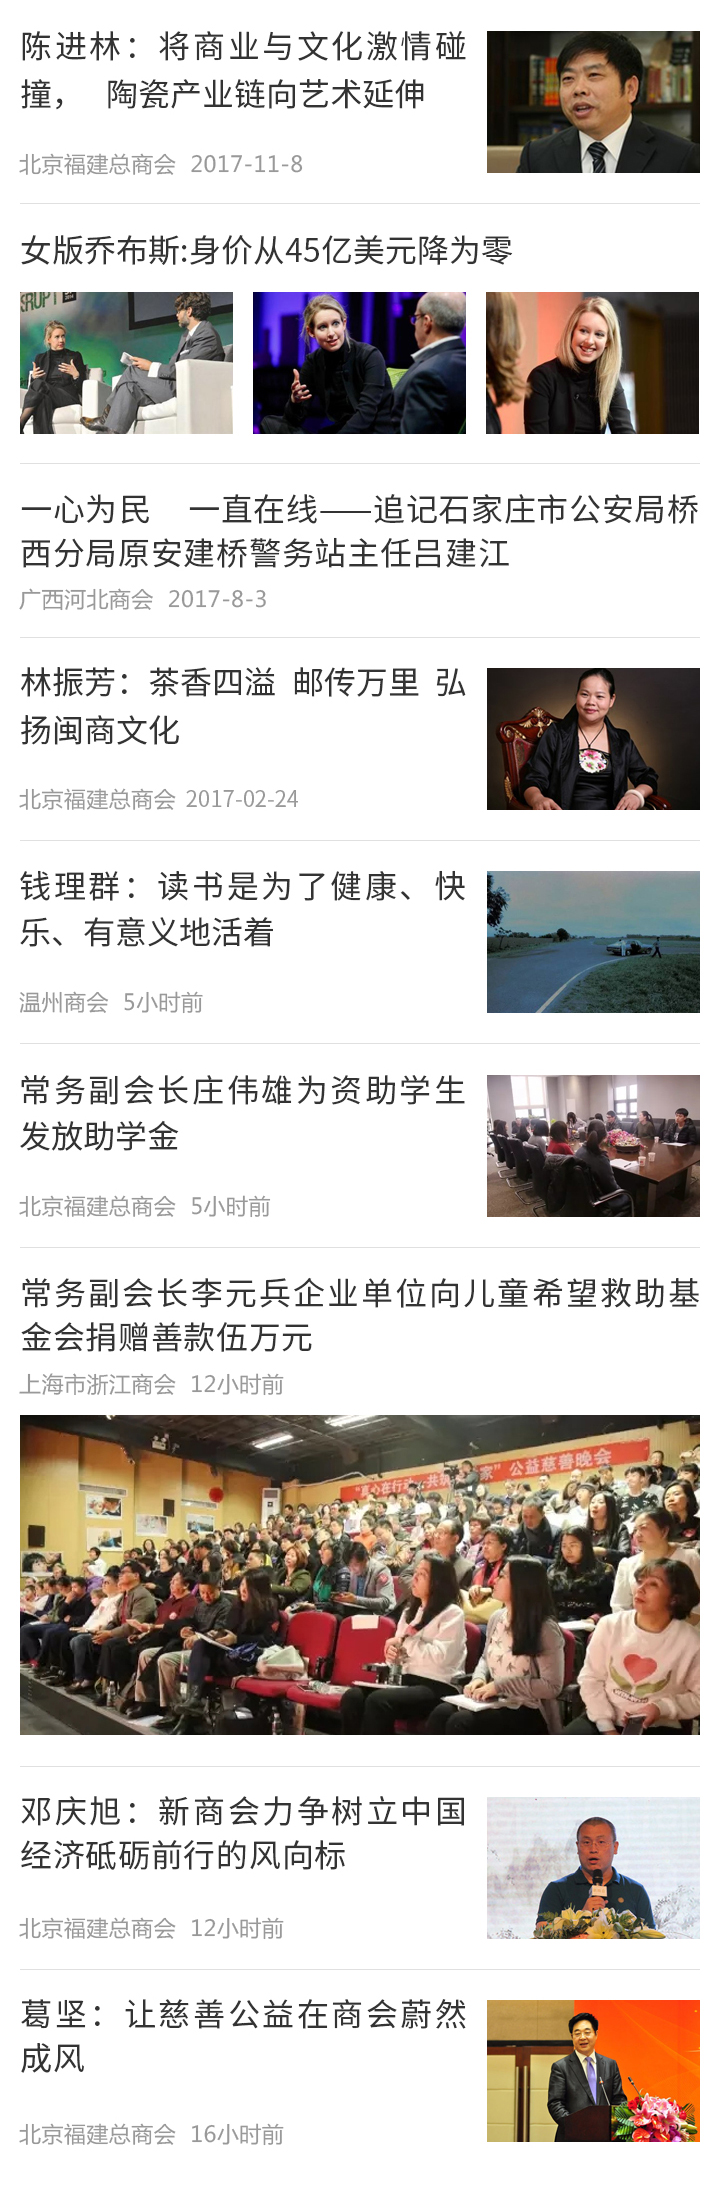 陈进林：将商业与文化激情碰
撞， 陶瓷产业链向艺术延伸
北京福建总商会 2017-11-8
女版乔布斯:身价从45亿美元降为零
一心为民 一直在线——追记石家庄市公安局桥
西分局原安建桥警务站主任吕建江
广西河北商会 2017-8-3
林振芳：茶香四溢 邮传万里 弘
扬闽商文化
北京福建总商会 2017-02-24
钱理群：读书是为了健康、快
乐、有意义地活着
温州商会 5小时前
常务副会长庄伟雄为资助学生
发放助学金
北京福建总商会 5小时前
常务副会长李元兵企业单位向儿童希望救助基
金会捐赠善款伍万元
上海市浙江商会 12小时前
公益慈善晚会
邓庆旭：新商会力争树立中国
经济砥砺前行的风向标
北京福建总商会 12小时前
葛坚：让慈善公益在商会蔚然
成风
北京福建总商会 16小时前